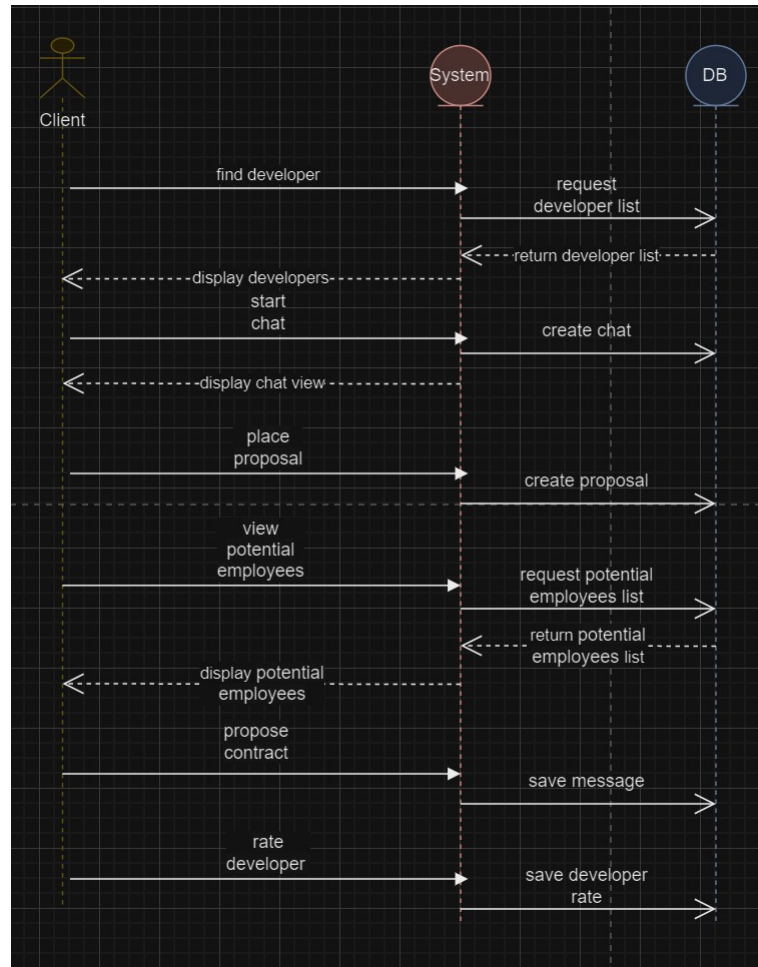 System
DB
Client
find developer
request
developer list
return developer list
display developers
start
chat
create chat
display chat view
place
proposal
create proposal
view
potential
employees
request potential
employees list
return potential
employees list
display potential
employees
propose
contract
save message
rate
developer
save developer
rate